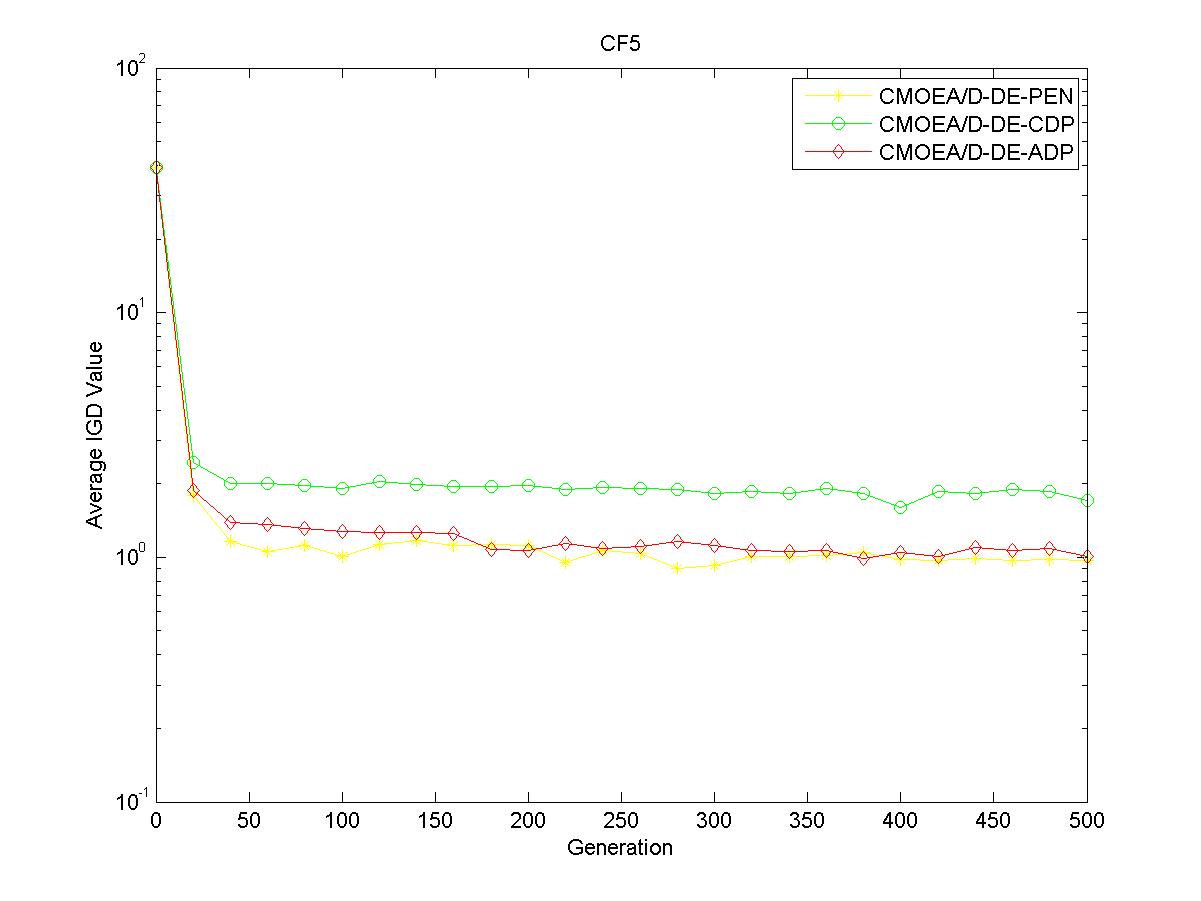 CF5
10^2
CMOEA/D-DE-PEN
CMOEA/D-DE-CDP
CMOEA/D-DE-ADP
10^1
Average IGD Value
10^0
10^-1
0 50 100 150 200 250 300 350 400 450 500
Generation